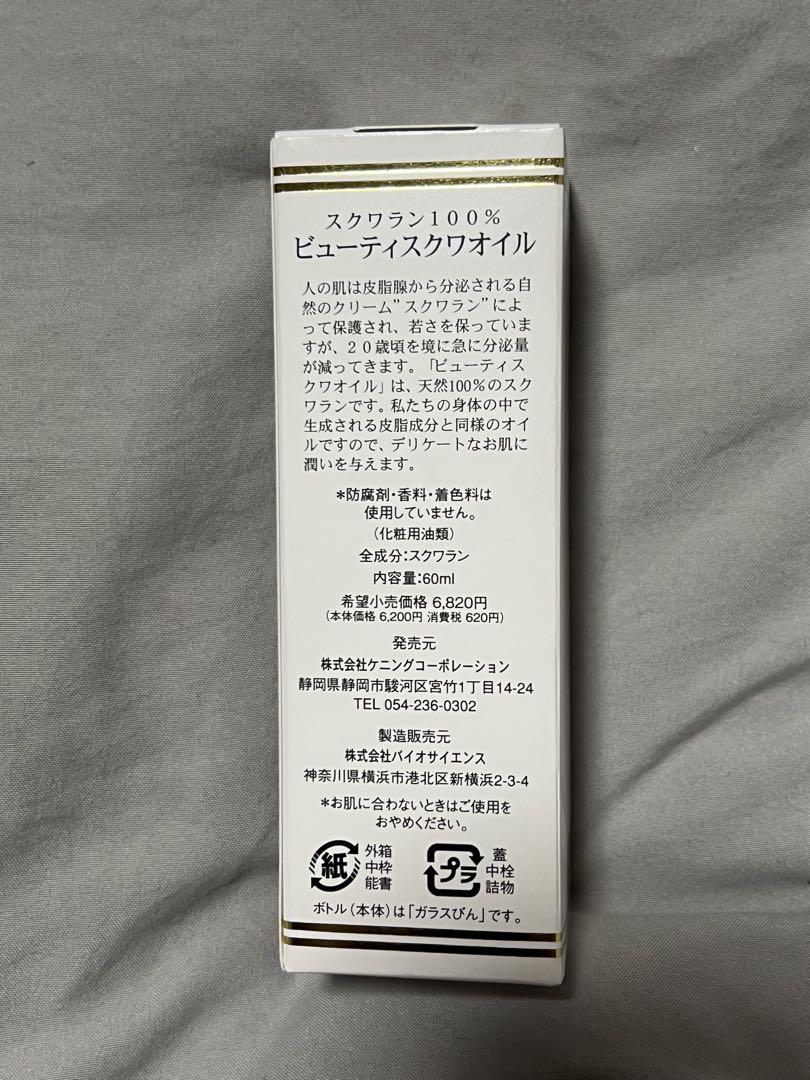 スクワラン１００％
ビューティスクワオイル
人の肌は皮脂腺から分泌される自
然のクリーム”スクワラン”によ
って保護され、若さを保っていま
すが、２０歳頃を境に急に分泌量
が減ってきます。「ビューティス
クワオイル」は、天然100％のスク
ワランです。私たちの身体の中で
生成される皮脂成分と同様のオイ
ルですので、デリケートなお肌に
潤いを与えます。
＊防腐剤・香料・着色料は
使用していません。
（化粧用油類）
全成分：スクワラン
内容量：60ml
希望小売価格 6,820円
（本体価格 6,200円 消費税 620円）
発売元
株式会社ケニングコーポレーション
静岡県静岡市駿河区宮竹1丁目14-24
TEL 054-236-0302
製造販売元
株式会社バイオサイエンス
神奈川県横浜市港北区新横浜2-3-4
＊お肌に合わないときはご使用を
おやめください。
紙
外箱
中枠
能書
プラ
蓋
中栓
詰物
ボトル（本体）は「ガラスびん」です。